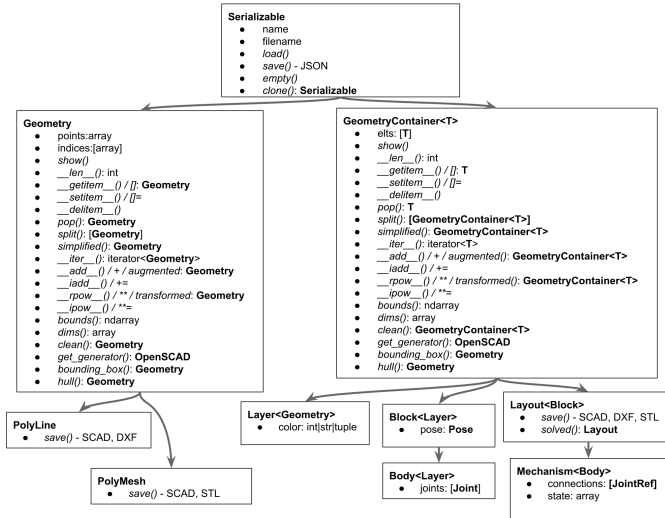 Serializable
● name
● filename
● load()
● save() - JSON
● empty()
● clone(): Serializable
Geometry
● points:array
● indices:[array]
● show()
● __len__(): int
● __getitem__() / []: Geometry
● __setitem__() / []=
● __delitem__()
● pop(): Geometry
● split(): [Geometry]
● simplified(): Geometry
● __iter__(): iterator<Geometry>
● __add__() / + / augmented: Geometry
● __iadd__() / +=
● __rpow__() / ** / transformed: Geometry
● __ipow__() / **=
● bounds(): ndarray
● dims(): array
● clean(): Geometry
● get_generator(): OpenSCAD
● bounding_box(): Geometry
● hull(): Geometry
GeometryContainer<T>
● elts: [T]
● show()
● __len__(): int
● __getitem__() / []: T
● __setitem__() / []=
● __delitem__()
● pop(): T
● split(): [GeometryContainer<T>]
● simplified(): GeometryContainer<T>
● __iter__(): iterator<T>
● __add__() / + / augmented(): GeometryContainer<T>
● __iadd__() / +=
● __rpow__() / ** / transformed(): GeometryContainer<T>
● __ipow__() / **=
● bounds(): ndarray
● dims(): array
● clean(): GeometryContainer<T>
● get_generator(): OpenSCAD
● bounding_box(): Geometry
● hull(): Geometry
PolyLine
● save() - SCAD, DXF
PolyMesh
● save() - SCAD, STL
Layer<Geometry>
● color: int|str|tuple
Block<Layer>
● pose: Pose
Body<Layer>
● joints: [Joint]
Layout<Block>
● save() - SCAD, DXF, STL
● solved(): Layout
Mechanism<Body>
● connections: [JointRef]
● state: array